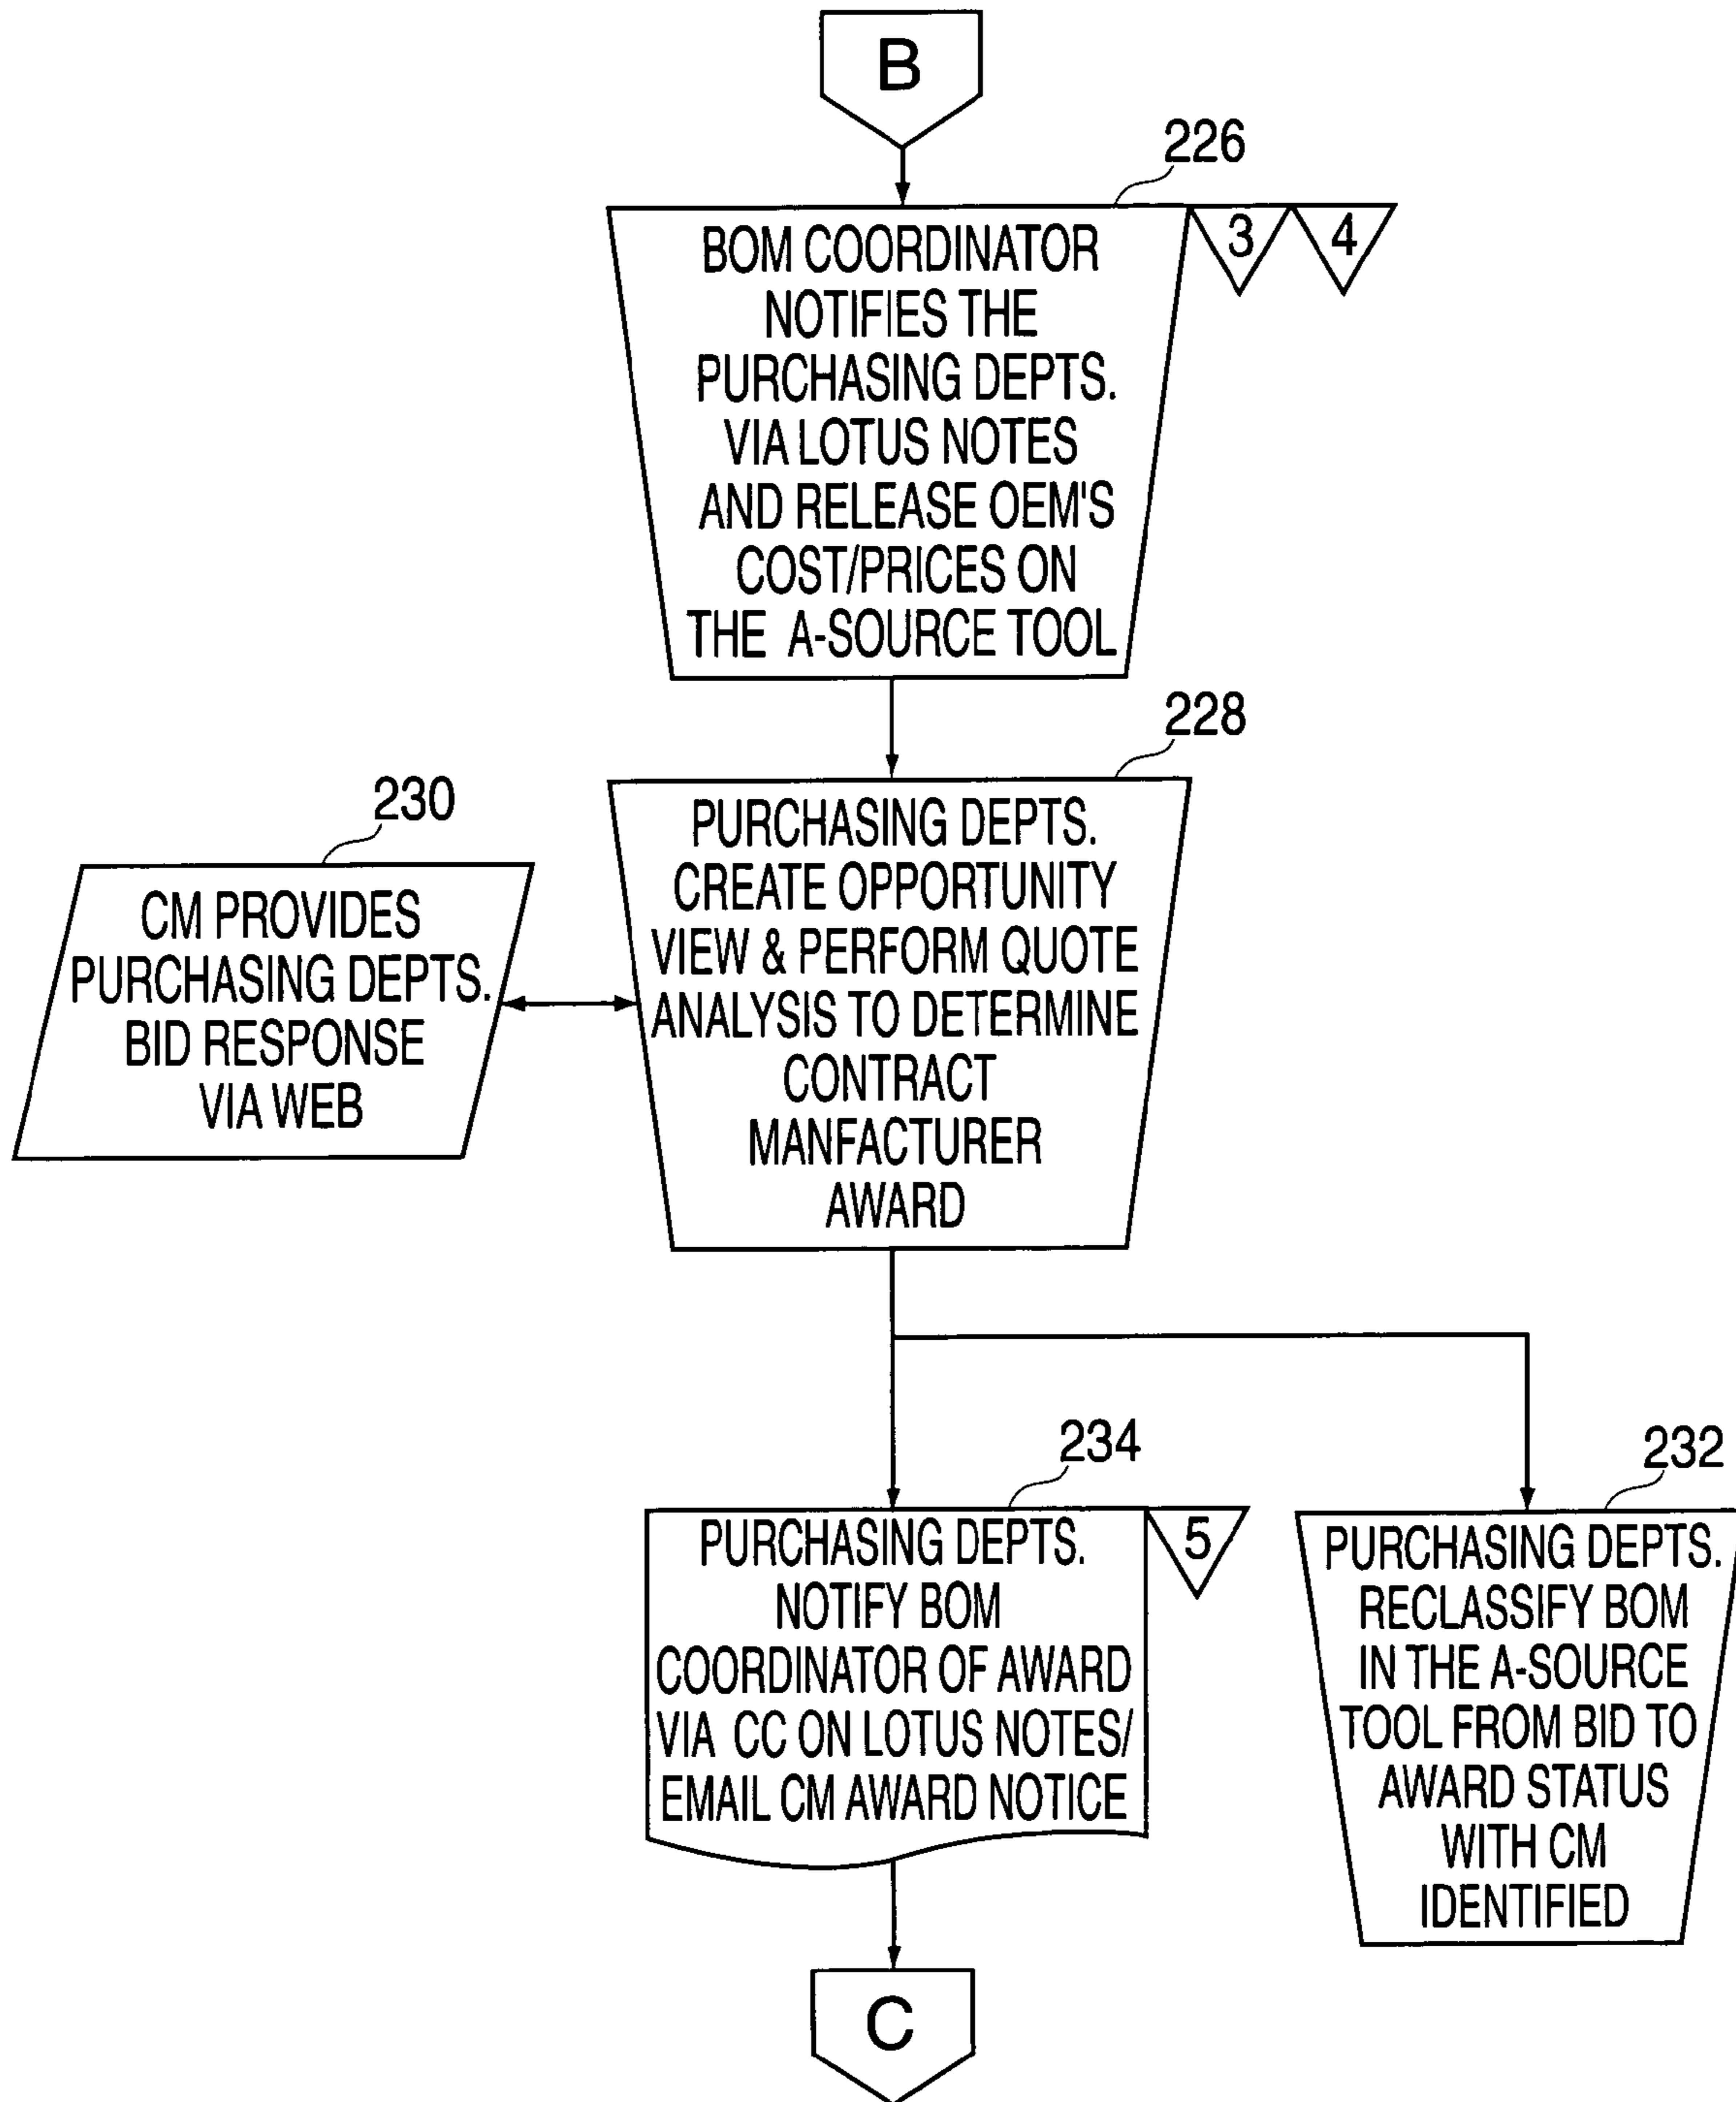 B
226
BOM COORDINATOR
NOTIFIES THE
PURCHASING DEPTS.
VIA LOTUS NOTES
AND RELEASE OEM'S
COST/PRICES ON
THE A-SOURCE TOOL
3
4
228
PURCHASING DEPTS.
CREATE OPPORTUNITY
VIEW & PERFORM QUOTE
ANALYSIS TO DETERMINE
CONTRACT
MANFACTURER
AWARD
230
CM PROVIDES
PURCHASING DEPTS.
BID RESPONSE
VIA WEB
234
PURCHASING DEPTS.
NOTIFY BOM
COORDINATOR OF AWARD
VIA CC ON LOTUS NOTES/
EMAIL CM AWARD NOTICE
5
232
PURCHASING DEPTS.
RECLASSIFY BOM
IN THE A-SOURCE
TOOL FROM BID TO
AWARD STATUS
WITH CM
IDENTIFIED
C